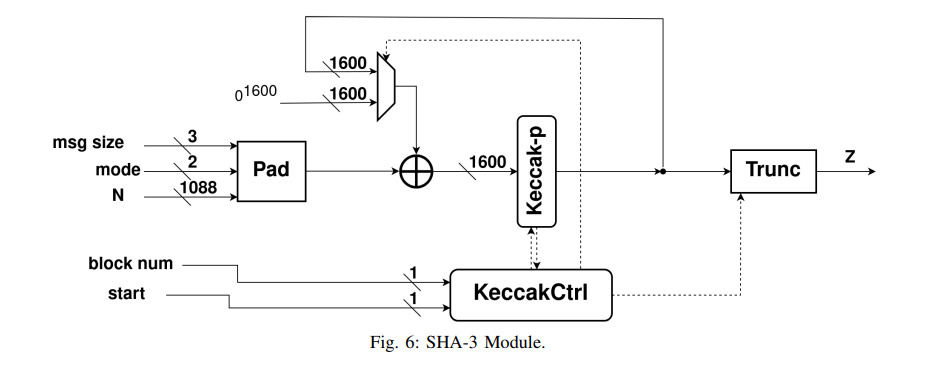 1600
0^1600
1600
msg size
3
mode
2
N
1088
Pad
1600
Keccak-p
Trunc
Z
block num
1
start
1
KeccakCtrl
Fig. 6: SHA-3 Module.